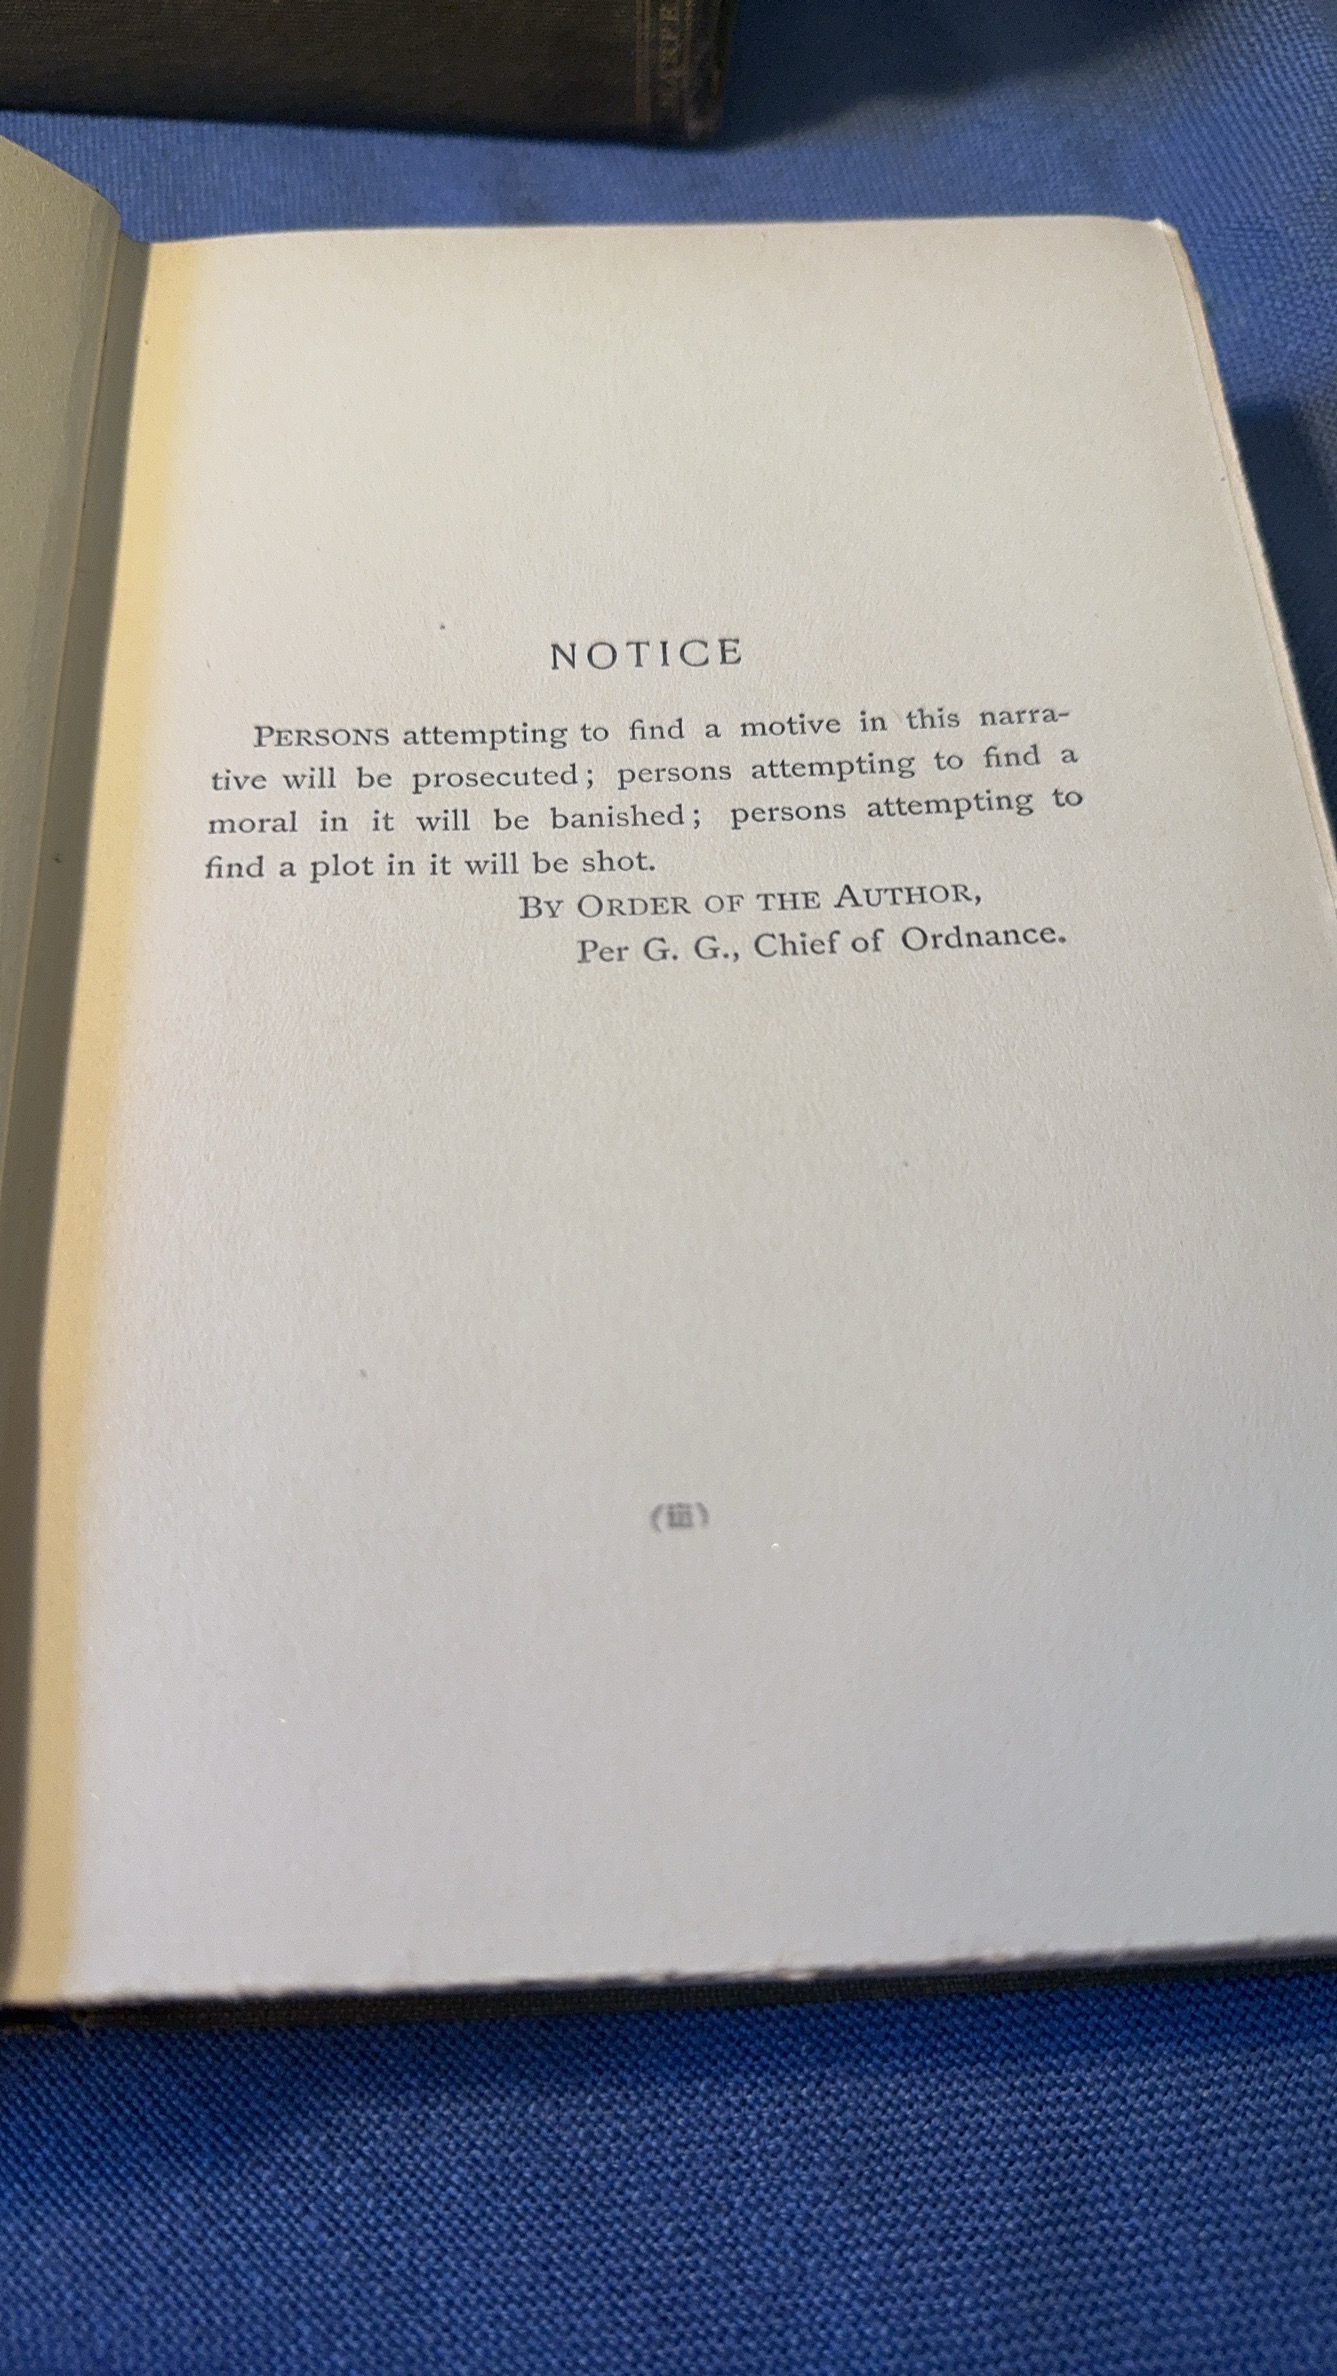 HARPE
NOTICE
PERSONS attempting to find a motive in this narra-
tive will be prosecuted; persons attempting to find a
moral in it will be banished; persons attempting to
find a plot in it will be shot.
BY ORDER OF THE AUTHOR,
Per G. G., Chief of Ordnance.
(iii)